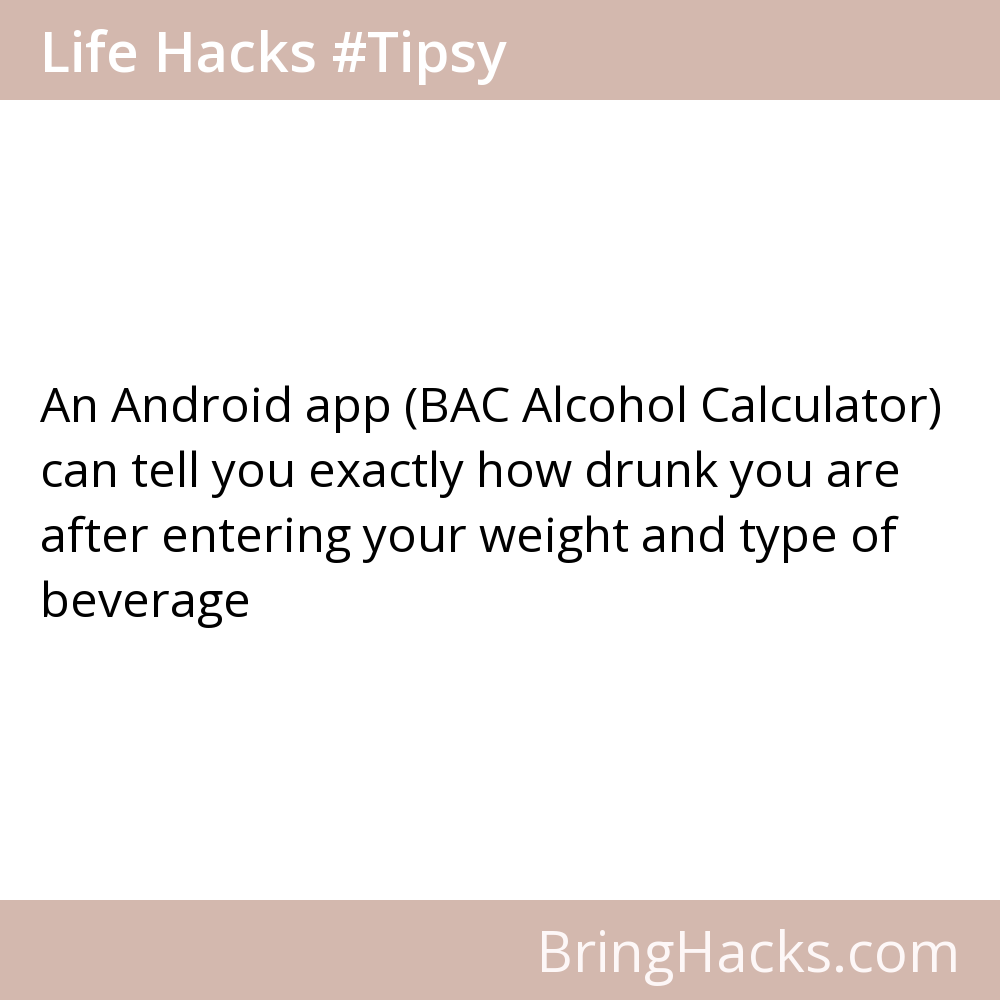 Life Hacks #Tipsy
An Android app (BAC Alcohol Calculator)
can tell you exactly how drunk you are
after entering your weight and type of
beverage
BringHacks.com